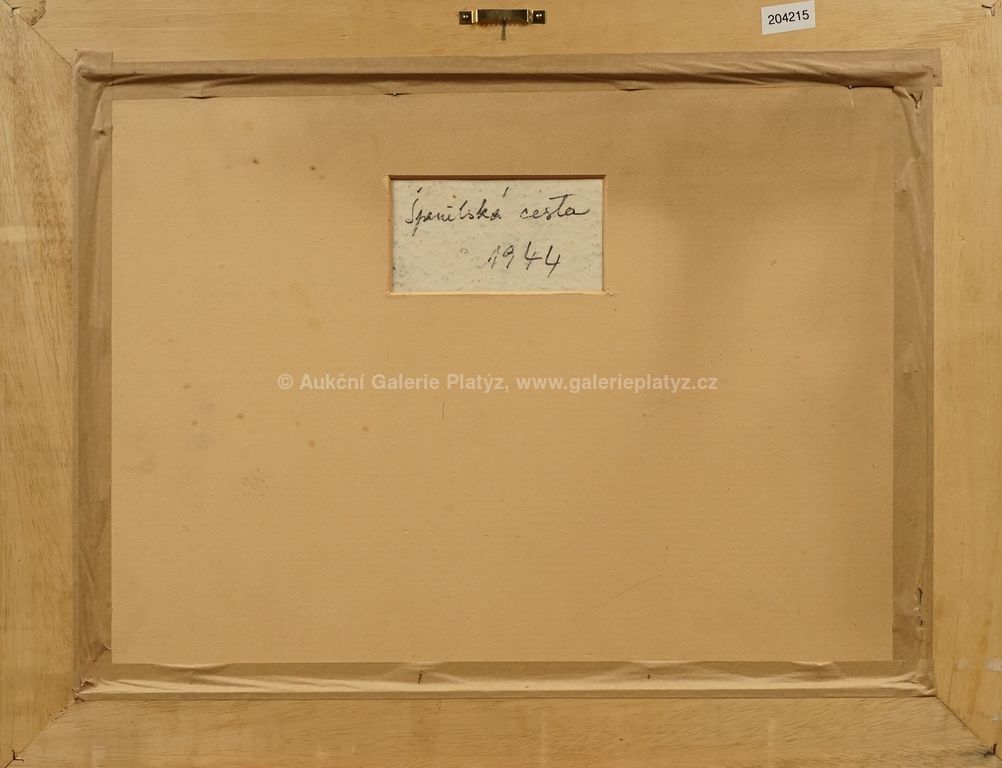 204215
Španělská cesta
1944
© Aukční Galerie Platýz, www.galerieplatyz.cz